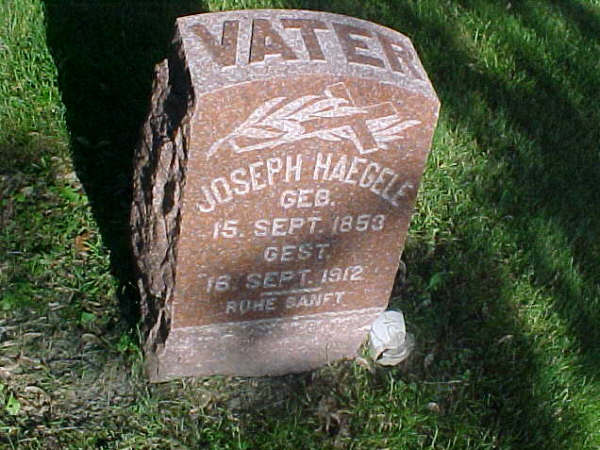 VATER
JOSEPH HAEGELE
GEB.
15. SEPT. 1853
GEST.
16. SEPT. 1912
RUHE SANFT